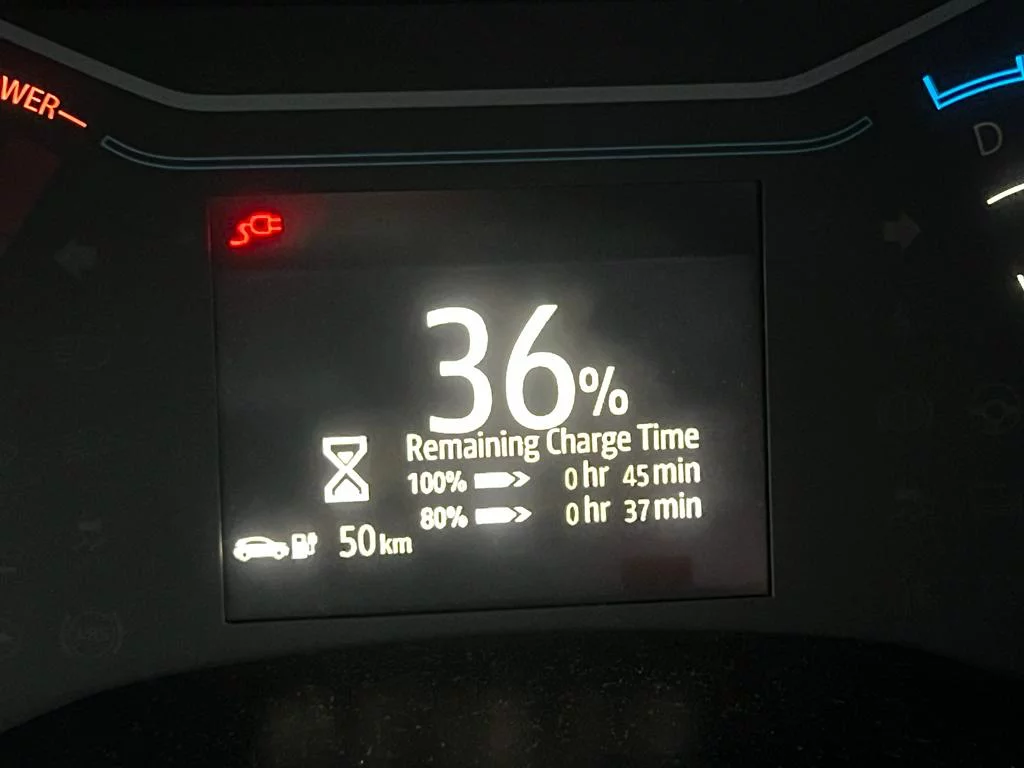 WER
D
36%
Remaining Charge Time
100% 0 hr 45 min
80% 0 hr 37 min
50 km